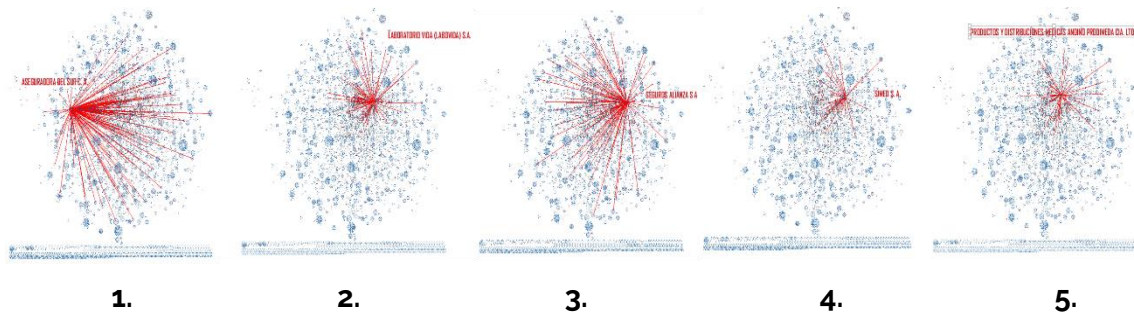 ASEGURADORA DEL SUR C. A.
LABORATORIO VIDA (LABOVIDA) S.A.
SEGUROS ALIANZA S.A.
SIMED S. A.
PRODUCTOS Y DISTRIBUCIONES MEDICAS ANDINO PRODIMEDA CIA. LTD
1.
2.
3.
4.
5.